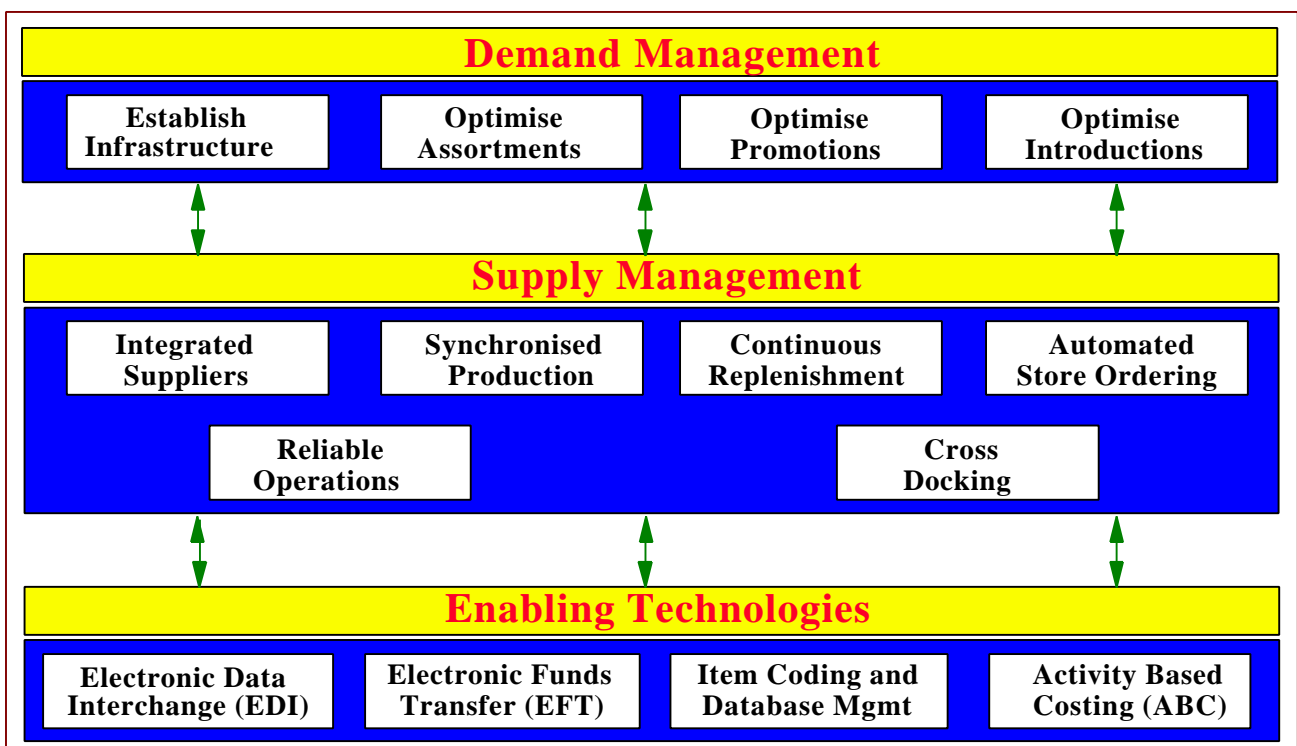 Demand Management
Establish
Infrastructure
Optimise
Assortments
Optimise
Promotions
Optimise
Introductions
Supply Management
Integrated
Suppliers
Synchronised
Production
Continuous
Replenishment
Automated
Store Ordering
Reliable
Operations
Cross
Docking
Enabling Technologies
Electronic Data
Interchange (EDI)
Electronic Funds
Transfer (EFT)
Item Coding and
Database Mgmt
Activity Based
Costing (ABC)